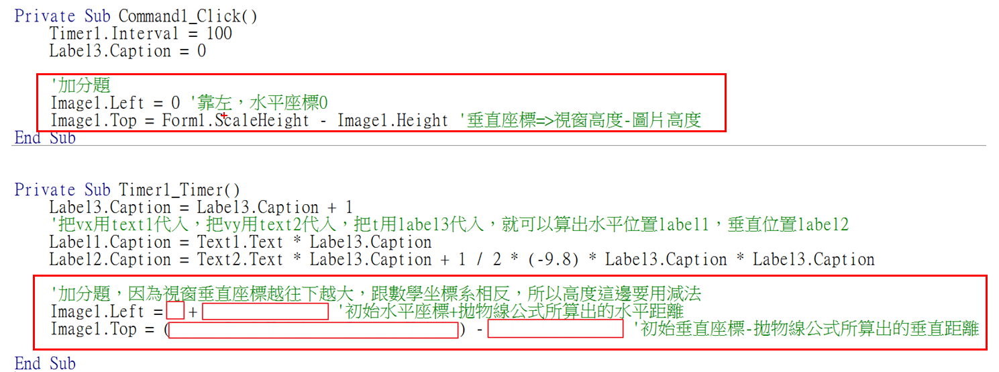 Private Sub Command1_Click()
Timer1.Interval = 100
Label3.Caption = 0
'加分題
Image1.Left = 0 '靠左，水平座標0
Image1.Top = Form1.ScaleHeight - Image1.Height '垂直座標=>視窗高度-圖片高度
End Sub
Private Sub Timer1_Timer()
Label3.Caption = Label3.Caption + 1
'把vx用text1代入，把vy用text2代入，把t用label3代入，就可以算出水平位置label1，垂直位置label2
Label1.Caption = Text1.Text * Label3.Caption
Label2.Caption = Text2.Text * Label3.Caption + 1 / 2 * (-9.8) * Label3.Caption * Label3.Caption
'加分題，因為視窗垂直座標越往下越大，跟數學坐標系相反，所以高度這邊要用減法
Image1.Left = + '初始水平座標+拋物線公式所算出的水平距離
Image1.Top = ( ) - '初始垂直座標-拋物線公式所算出的垂直距離
End Sub